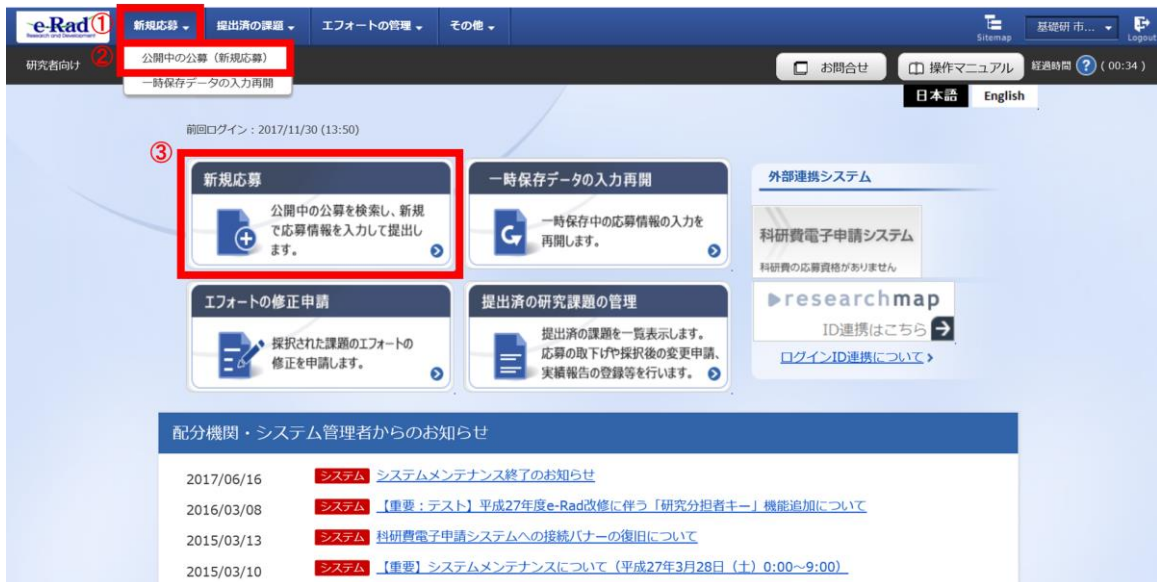 e-Rad
Research and Development
①
新規応募
提出済の課題
エフォートの管理
その他
Sitemap
基礎研 市...
Logout
研究者向け
②
公開中の公募（新規応募）
一時保存データの入力再開
お問合せ
操作マニュアル
経過時間 ? ( 00:34 )
日本語
English
前回ログイン：2017/11/30 (13:50)
③
新規応募
公開中の公募を検索し、新規
で応募情報を入力して提出し
ます。
一時保存データの入力再開
一時保存中の応募情報の入力を
再開します。
外部連携システム
科研費電子申請システム
科研費の応募資格がありません
エフォートの修正申請
採択された課題のエフォートの
修正を申請します。
提出済の研究課題の管理
提出済の課題を一覧表示します。
応募の取下げや採択後の変更申請、
実績報告の登録等を行います。
researchmap
ID連携はこちら
ログインID連携について
配分機関・システム管理者からのお知らせ
2017/06/16 システム システムメンテナンス終了のお知らせ
2016/03/08 システム 【重要：テスト】平成27年度e-Rad改修に伴う「研究分担者キー」機能追加について
2015/03/13 システム 科研費電子申請システムへの接続バナーの復旧について
2015/03/10 システム 【重要】システムメンテナンスについて（平成27年3月28日（土）0:00～9:00）